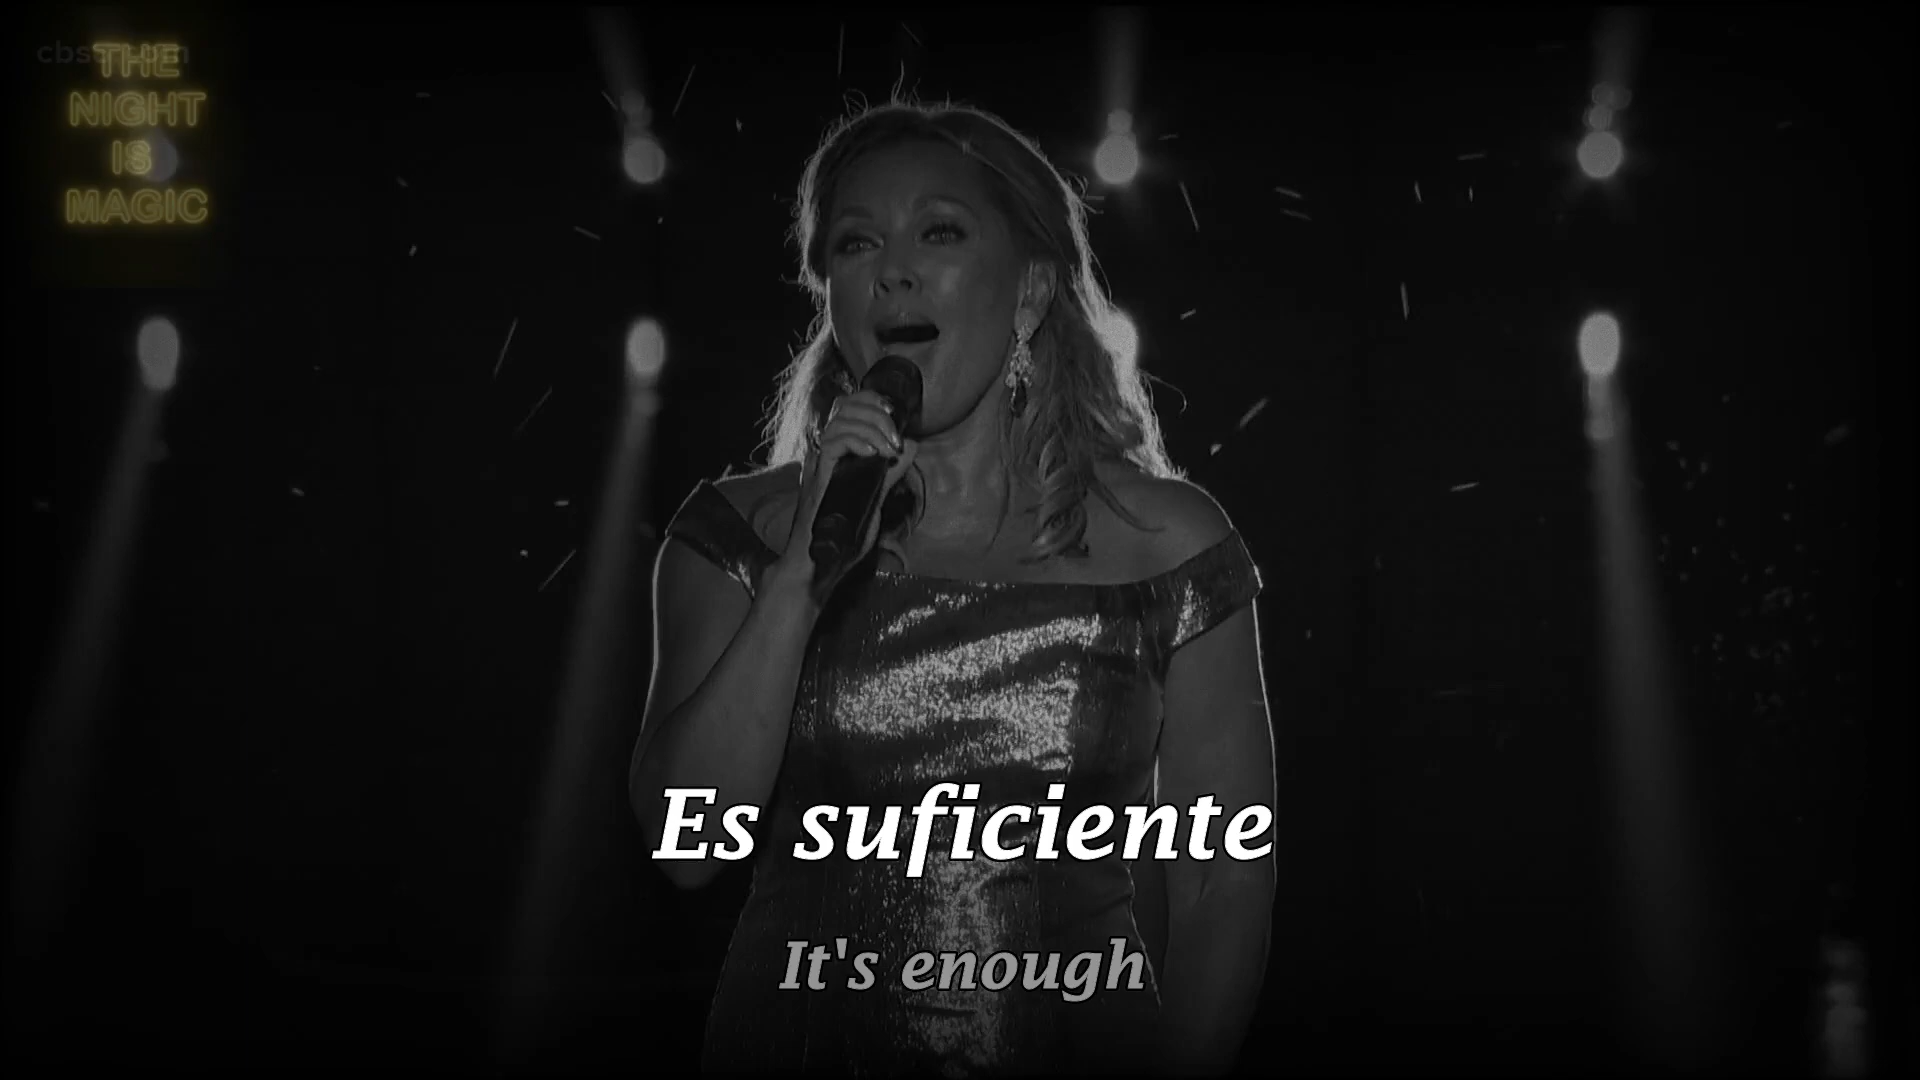 THE
NIGHT
IS
MAGIC
Es suficiente
It's enough